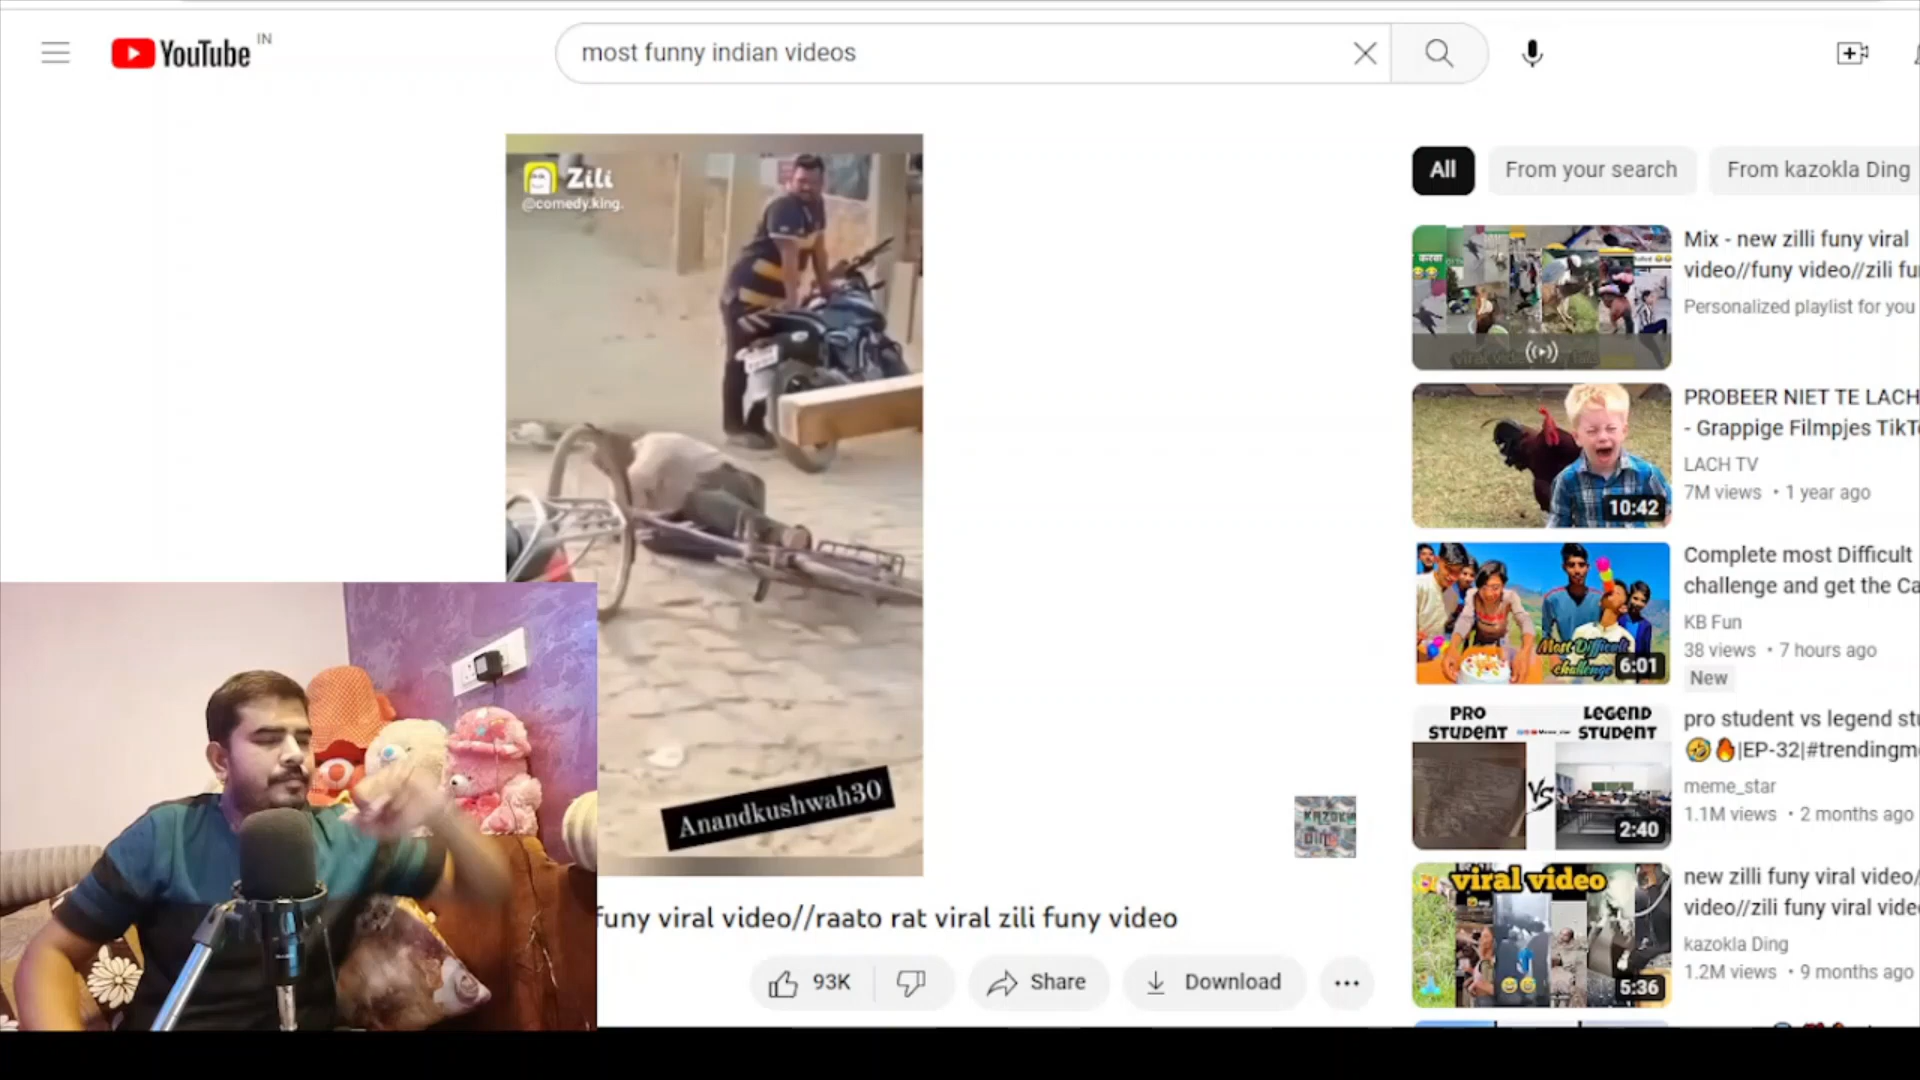 YouTube IN
most funny indian videos
Zili
@comedy.king.
Anandkushwah30
funy viral video//raato rat viral zili funy video
93K
Share
Download
All
From your search
From kazokla Ding
Mix - new zilli funy viral
video//funy video//zili fu
Personalized playlist for you
PROBEER NIET TE LACH
- Grappige Filmpjes TikT
LACH TV
7M views • 1 year ago
10:42
Complete most Difficult
challenge and get the Ca
KB Fun
38 views • 7 hours ago
New
Most Difficult
challenge
6:01
PRO STUDENT
LEGEND STUDENT
VS
2:40
pro student vs legend stu
🤣🔥|EP-32|#trendingm
meme_star
1.1M views • 2 months ago
viral video
5:36
new zilli funy viral video/
video//zili funy viral vide
kazokla Ding
1.2M views • 9 months ago